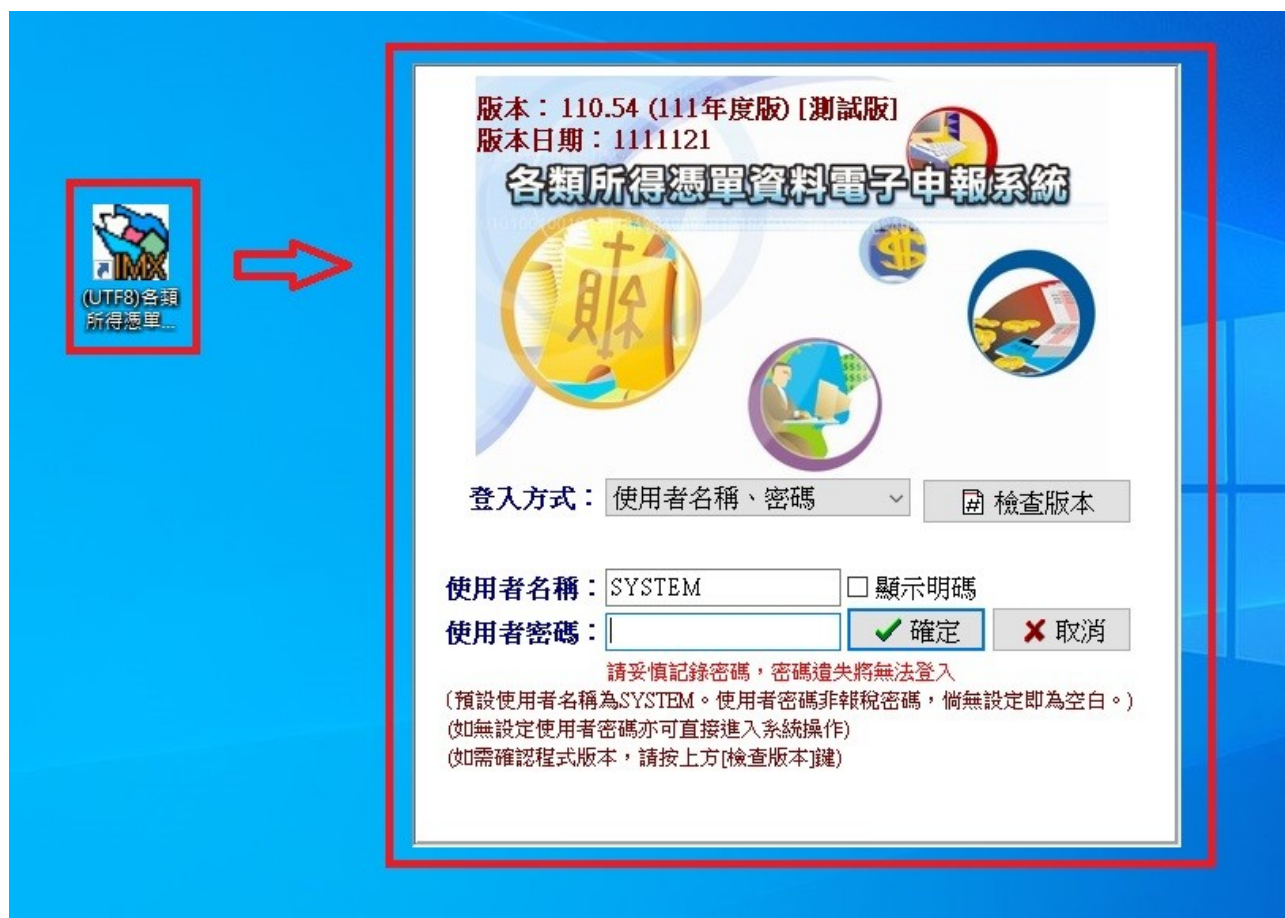 版本：110.54 (111年度版) [測試版]
版本日期：1111121
各類所得憑單資料電子申報系統
IMX
(UTF8)各類
所得憑單...
財
登入方式：使用者名稱、密碼
檢查版本
使用者名稱：SYSTEM
顯示明碼
使用者密碼：
確定
取消
請妥慎記錄密碼，密碼遺失將無法登入
(預設使用者名稱為SYSTEM。使用者密碼非報稅密碼，倘無設定即為空白。)
(如無設定使用者密碼亦可直接進入系統操作)
(如需確認程式版本，請按上方[檢查版本]鍵)